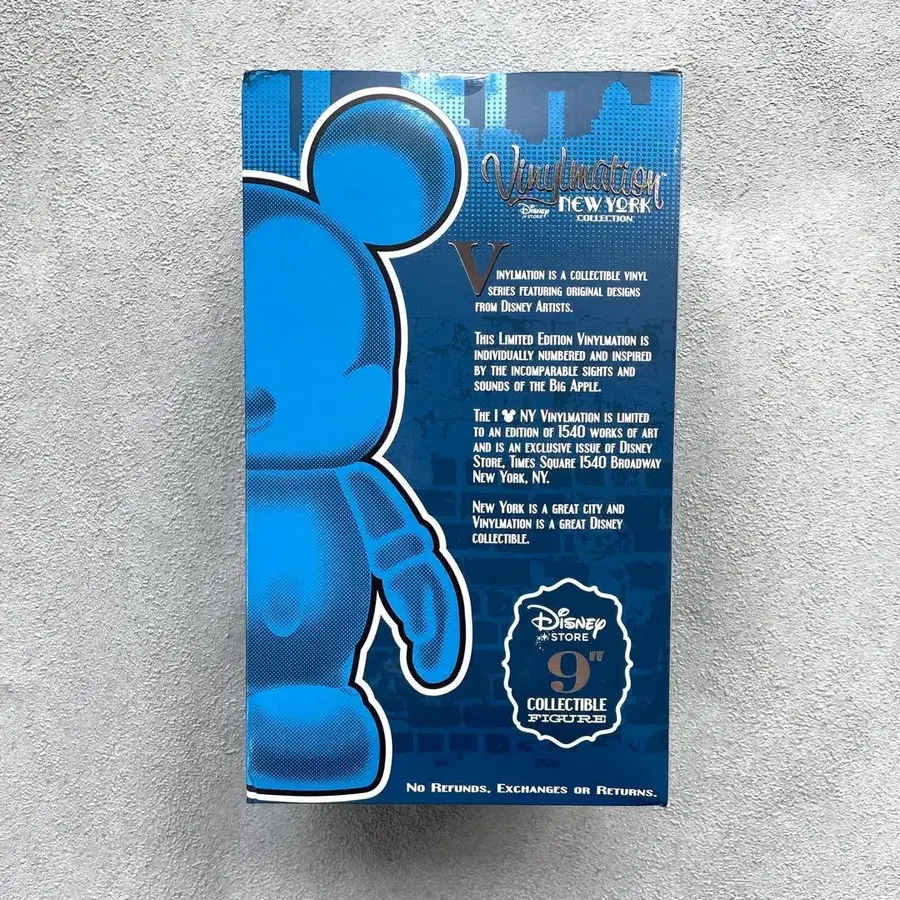 Vinylmation™
Disney STORE NEW YORK
COLLECTION
VINYLMATION IS A COLLECTIBLE VINYL
SERIES FEATURING ORIGINAL DESIGNS
FROM DISNEY ARTISTS.
THIS LIMITED EDITION VINYLMATION IS
INDIVIDUALLY NUMBERED AND INSPIRED
BY THE INCOMPARABLE SIGHTS AND
SOUNDS OF THE BIG APPLE.
THE I NY VINYLMATION IS LIMITED
TO AN EDITION OF 1540 WORKS OF ART
AND IS AN EXCLUSIVE ISSUE OF DISNEY
STORE, TIMES SQUARE 1540 BROADWAY
NEW YORK, NY.
NEW YORK IS A GREAT CITY AND
VINYLMATION IS A GREAT DISNEY
COLLECTIBLE.
Disney
STORE
9"
COLLECTIBLE
FIGURE
NO REFUNDS, EXCHANGES OR RETURNS.